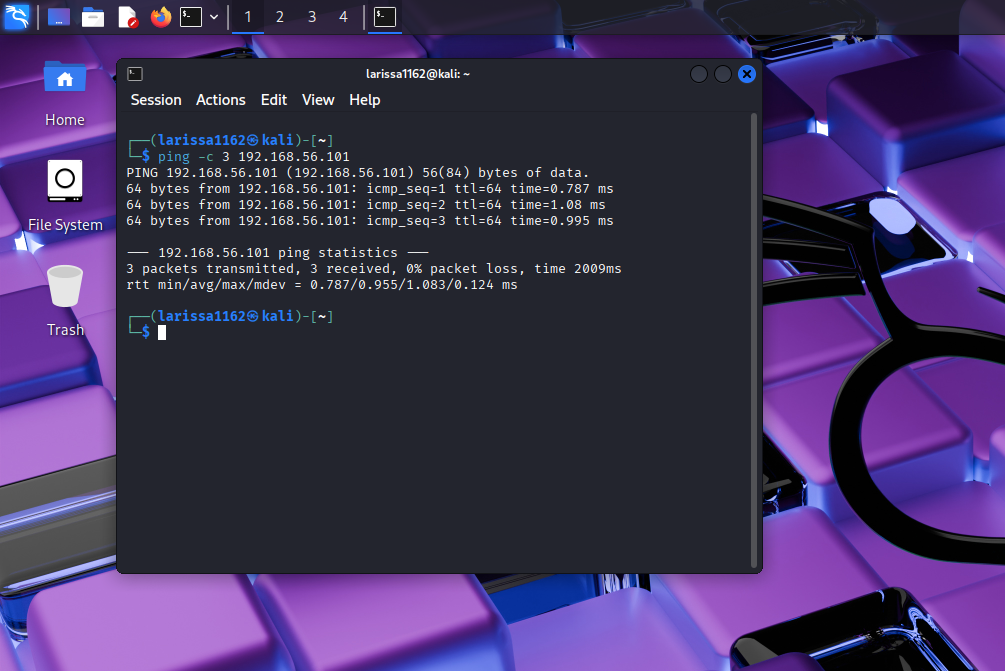 1 2 3 4
Home
File System
Trash
larissa1162@kali: ~
Session Actions Edit View Help
┌──(larissa1162㉿kali)-[~]
└─$ ping -c 3 192.168.56.101
PING 192.168.56.101 (192.168.56.101) 56(84) bytes of data.
64 bytes from 192.168.56.101: icmp_seq=1 ttl=64 time=0.787 ms
64 bytes from 192.168.56.101: icmp_seq=2 ttl=64 time=1.08 ms
64 bytes from 192.168.56.101: icmp_seq=3 ttl=64 time=0.995 ms
--- 192.168.56.101 ping statistics ---
3 packets transmitted, 3 received, 0% packet loss, time 2009ms
rtt min/avg/max/mdev = 0.787/0.955/1.083/0.124 ms
┌──(larissa1162㉿kali)-[~]
└─$